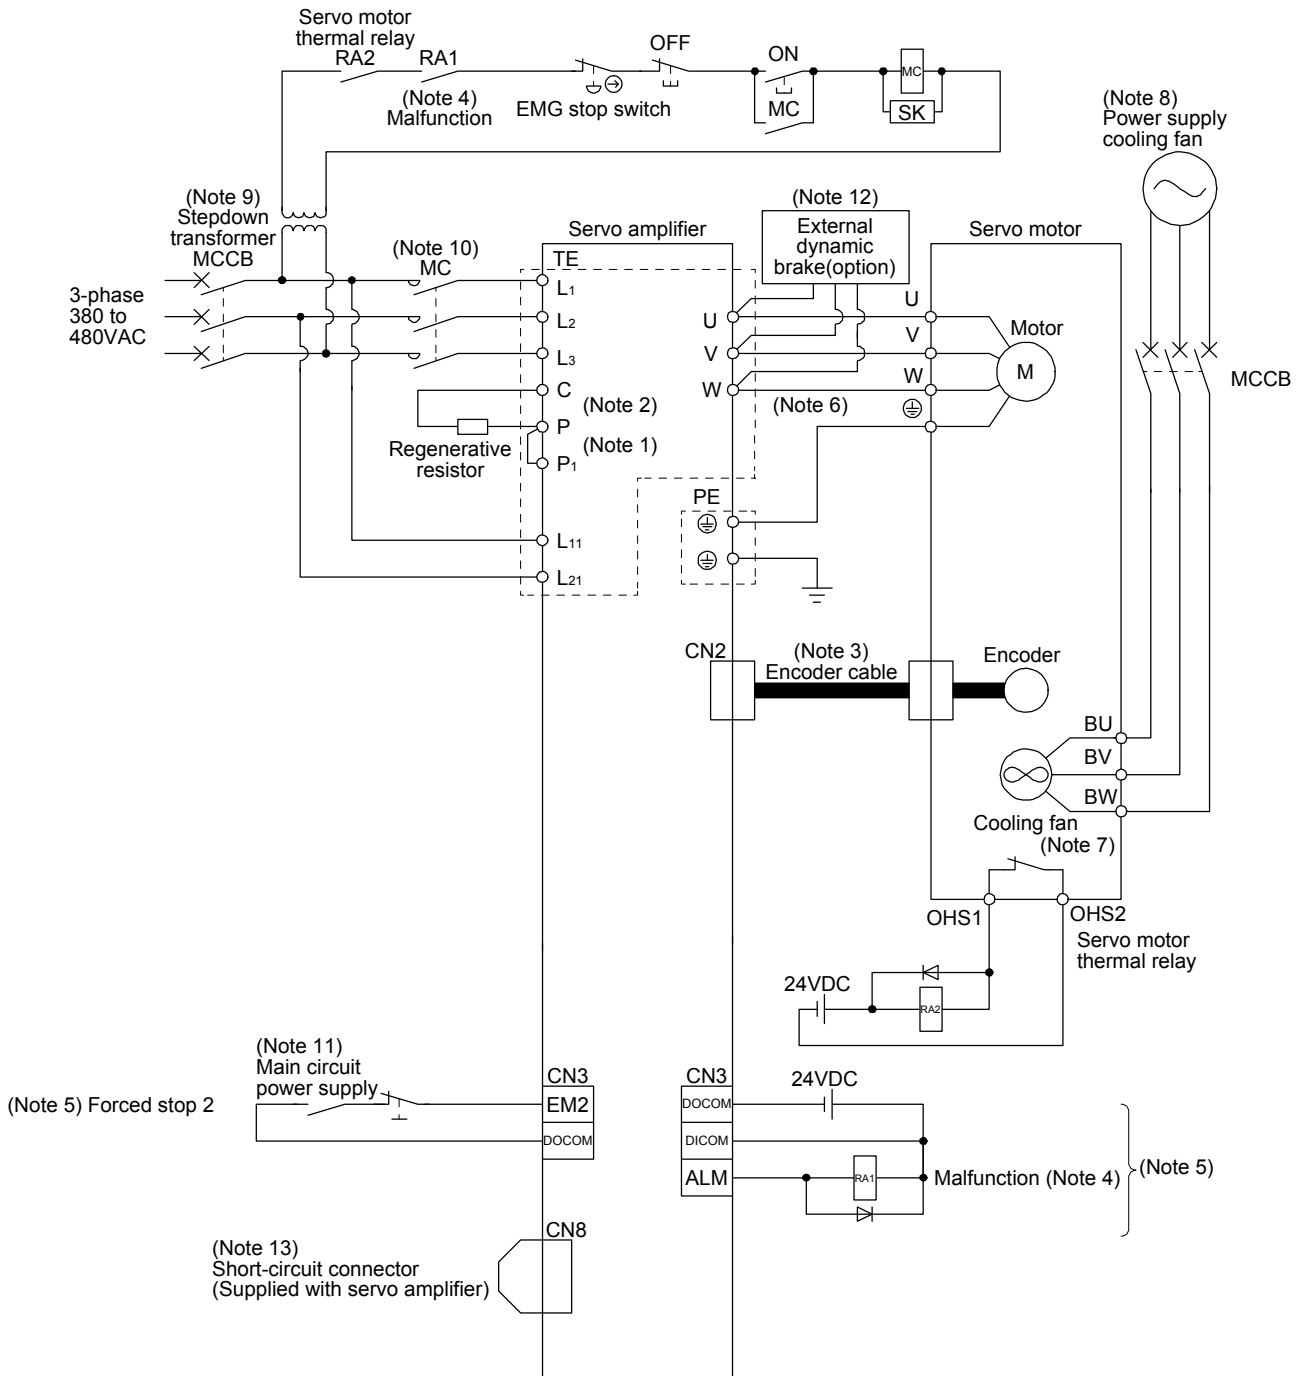 Servo motor
thermal relay
RA2
RA1
OFF
ON
MC
(Note 4)
Malfunction
EMG stop switch
MC
SK
(Note 8)
Power supply
cooling fan
(Note 9)
Stepdown
transformer
MCCB
(Note 10)
MC
Servo amplifier
(Note 12)
External
dynamic
brake(option)
Servo motor
TE
3-phase
380 to
480VAC
L1
L2
L3
C
(Note 2)
P
(Note 1)
P1
Regenerative
resistor
L11
L21
U
V
W
U
V
W
(Note 6)
Motor
M
MCCB
PE
CN2
(Note 3)
Encoder cable
Encoder
BU
BV
BW
Cooling fan
(Note 7)
OHS1
OHS2
Servo motor
thermal relay
24VDC
RA2
(Note 11)
Main circuit
power supply
(Note 5) Forced stop 2
CN3
EM2
DOCOM
CN3
DOCOM
DICOM
ALM
24VDC
RA1
Malfunction (Note 4)
(Note 5)
CN8
(Note 13)
Short-circuit connector
(Supplied with servo amplifier)